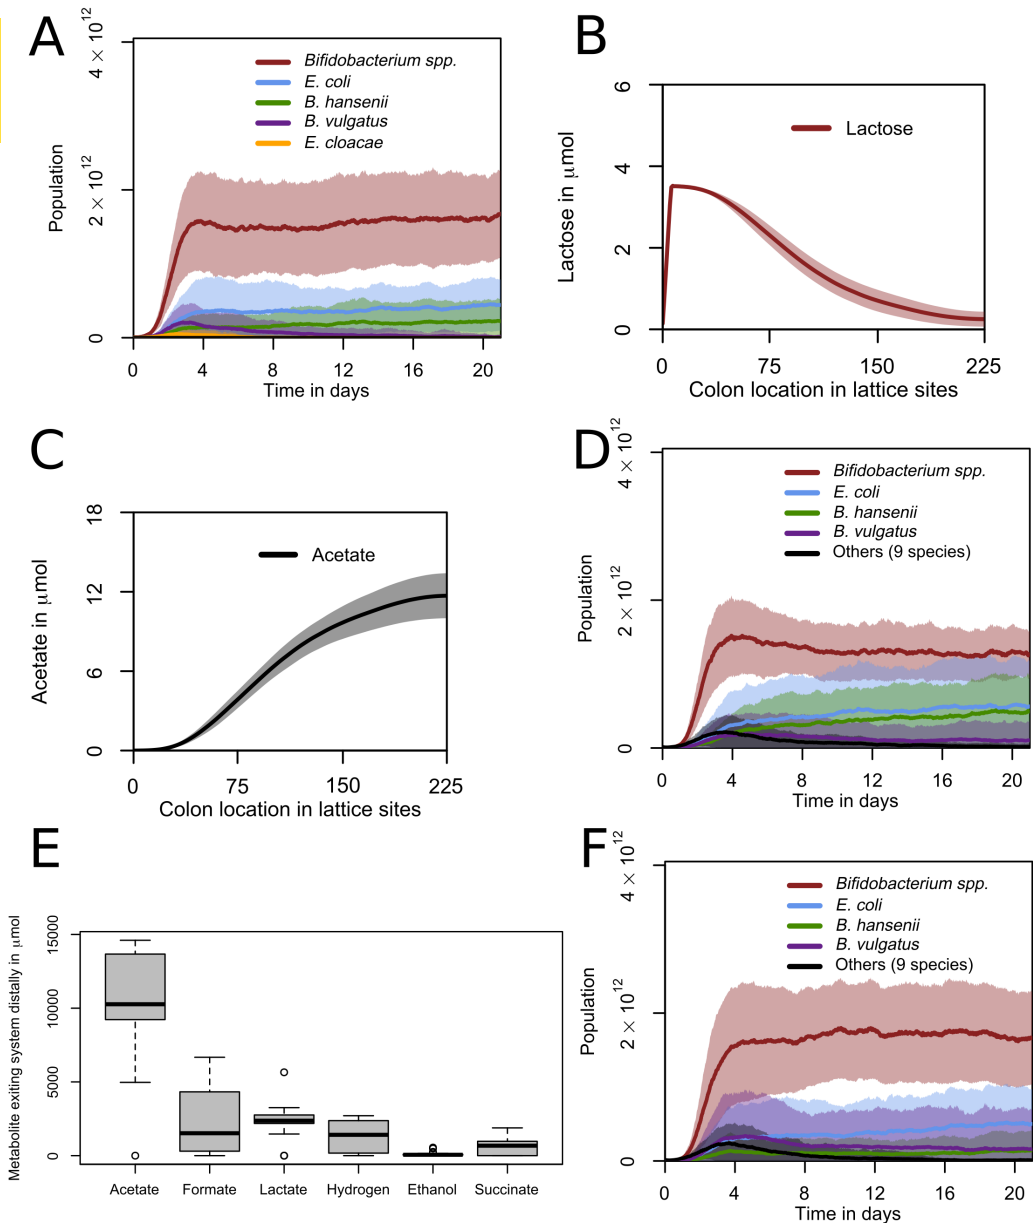 A
4 × 10^12
2 × 10^12
0
Population
Bifidobacterium spp.
E. coli
B. hansenii
B. vulgatus
E. cloacae
0 4 8 12 16 20
Time in days
B
6
4
2
0
Lactose in μmol
Lactose
0 75 150 225
Colon location in lattice sites
C
18
12
6
0
Acetate in μmol
Acetate
0 75 150 225
Colon location in lattice sites
D
4 × 10^12
2 × 10^12
0
Population
Bifidobacterium spp.
E. coli
B. hansenii
B. vulgatus
Others (9 species)
0 4 8 12 16 20
Time in days
E
15000
10000
5000
0
Metabolite exiting system distally in μmol
Acetate Formate Lactate Hydrogen Ethanol Succinate
F
4 × 10^12
2 × 10^12
0
Population
Bifidobacterium spp.
E. coli
B. hansenii
B. vulgatus
Others (9 species)
0 4 8 12 16 20
Time in days